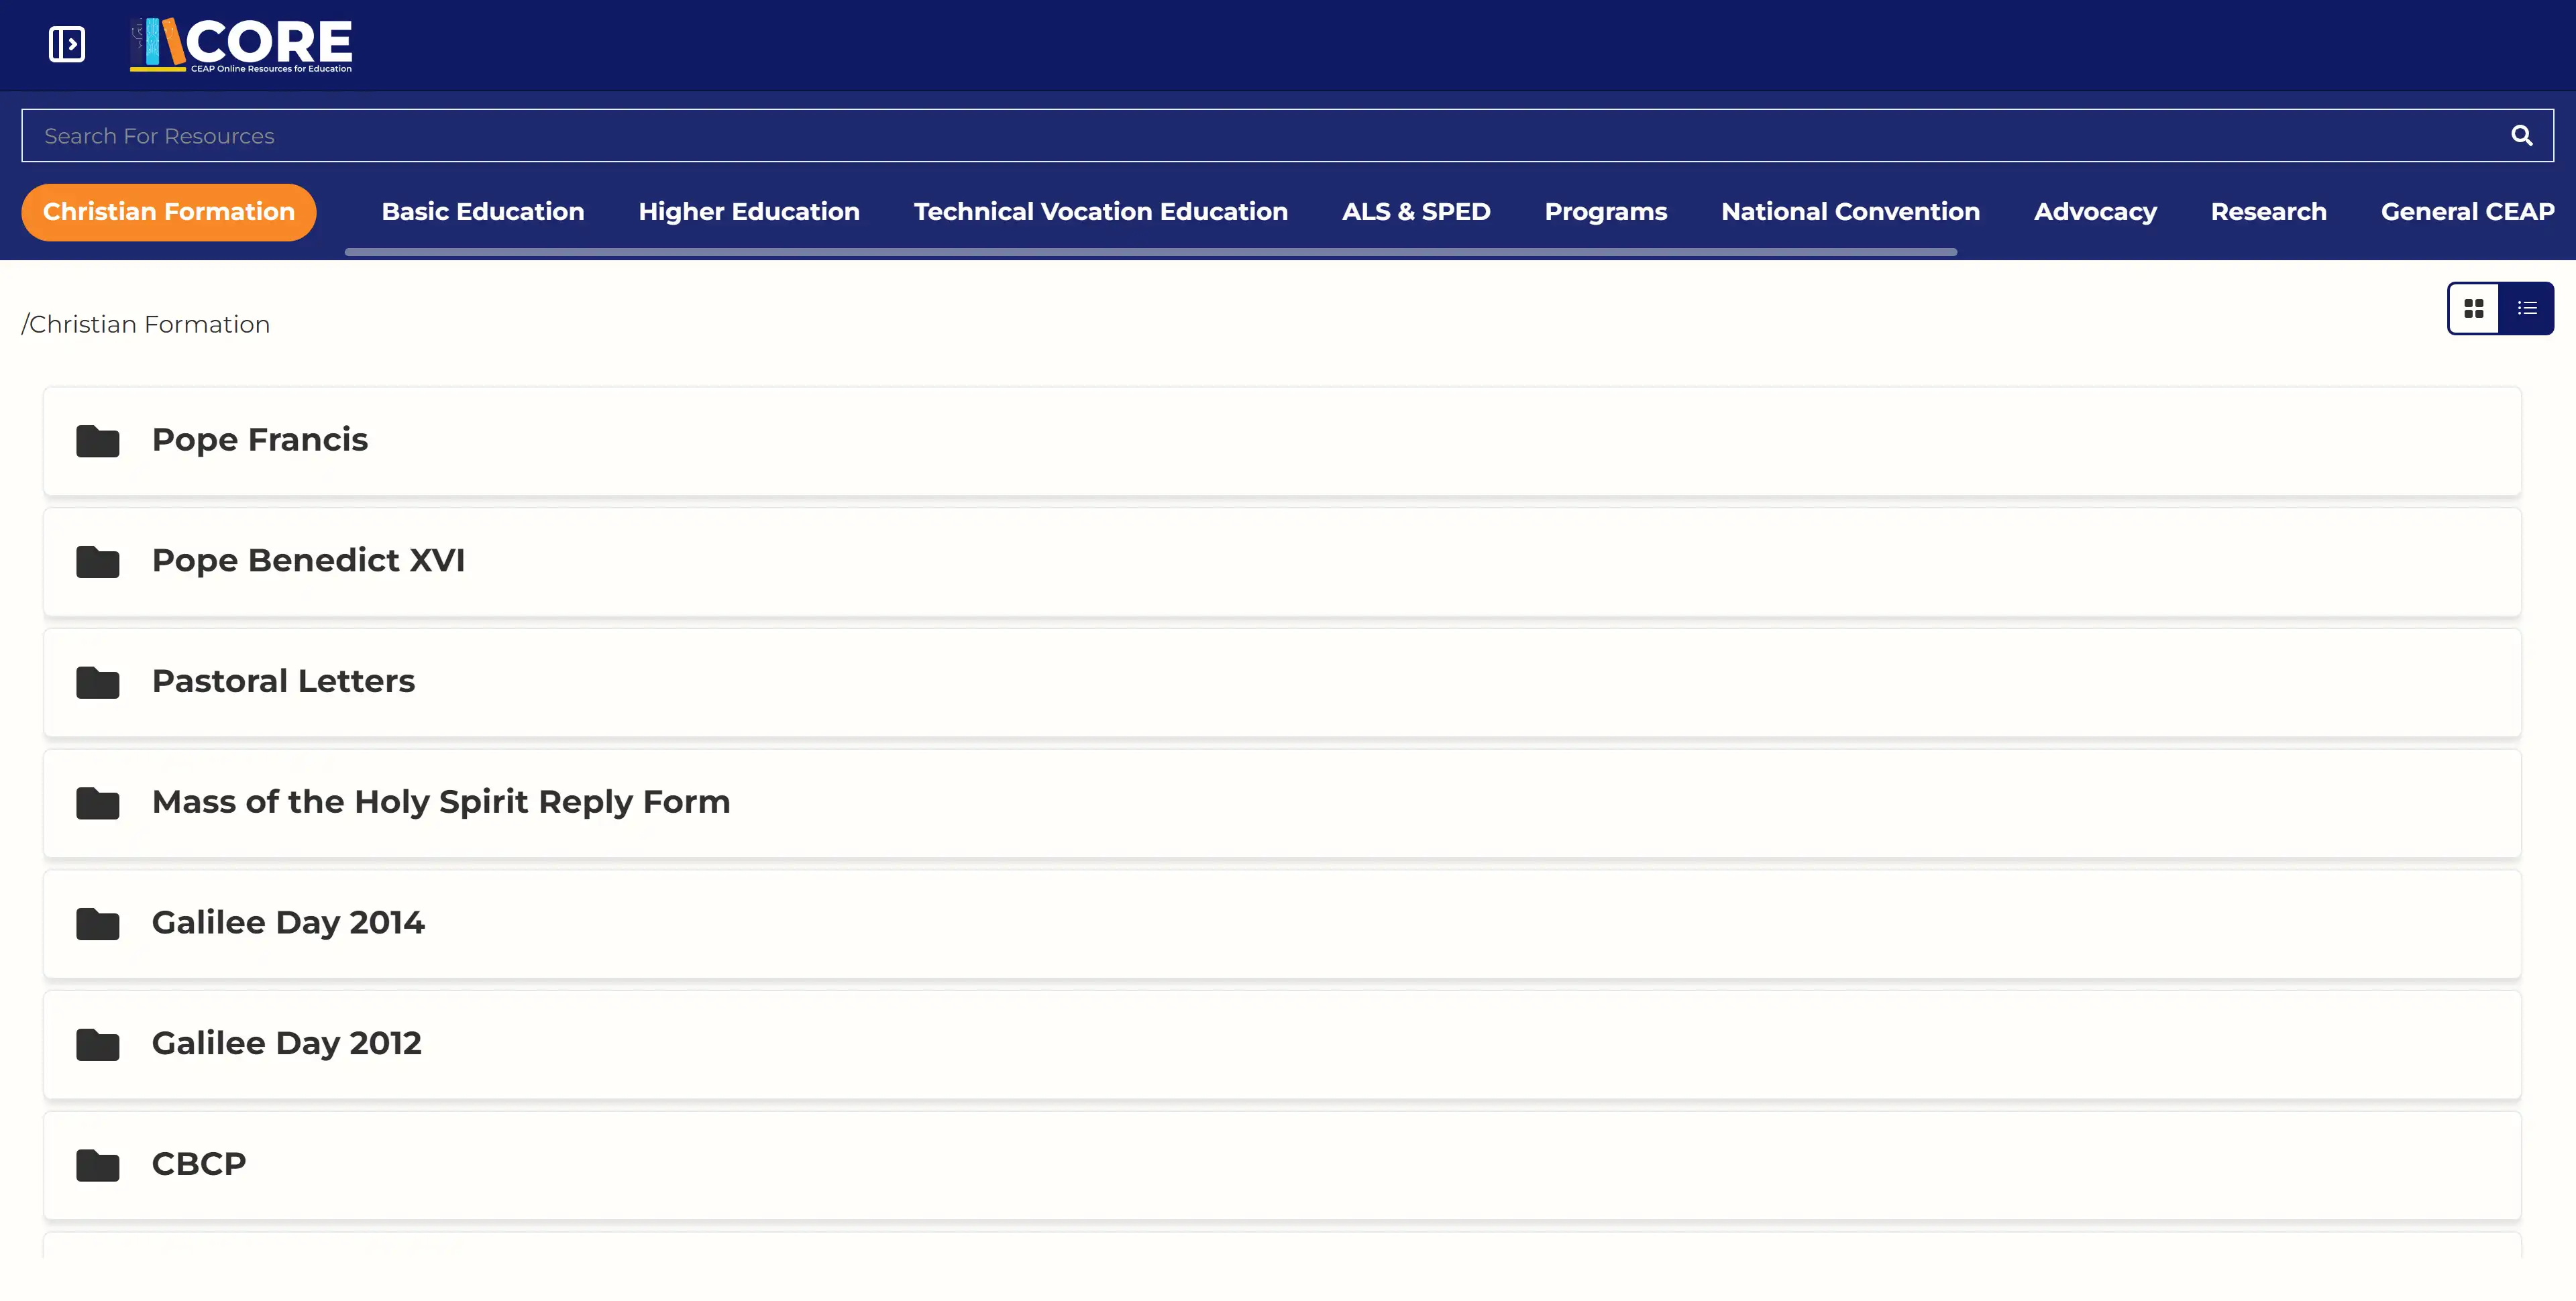 CORE
CEAP Online Resources for Education
Search For Resources
Christian Formation Basic Education Higher Education Technical Vocation Education ALS & SPED Programs National Convention Advocacy Research General CEAP
/Christian Formation
Pope Francis
Pope Benedict XVI
Pastoral Letters
Mass of the Holy Spirit Reply Form
Galilee Day 2014
Galilee Day 2012
CBCP